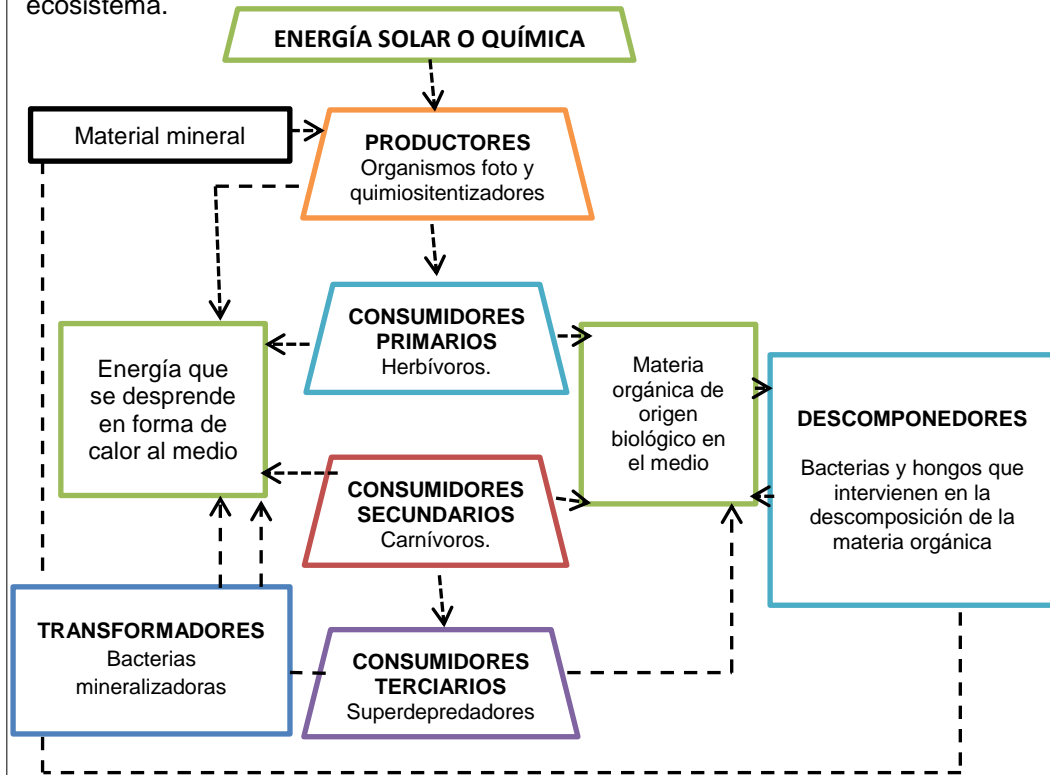 ecosistema.
ENERGÍA SOLAR O QUÍMICA
Material mineral
PRODUCTORES
Organismos foto y
quimiositentizadores
CONSUMIDORES
PRIMARIOS
Herbívoros.
Energía que
se desprende
en forma de
calor al medio
Materia
orgánica de
origen
biológico en
el medio
DESCOMPONEDORES
Bacterias y hongos que
intervienen en la
descomposición de la
materia orgánica
CONSUMIDORES
SECUNDARIOS
Carnívoros.
TRANSFORMADORES
Bacterias
mineralizadoras
CONSUMIDORES
TERCIARIOS
Superdepredadores